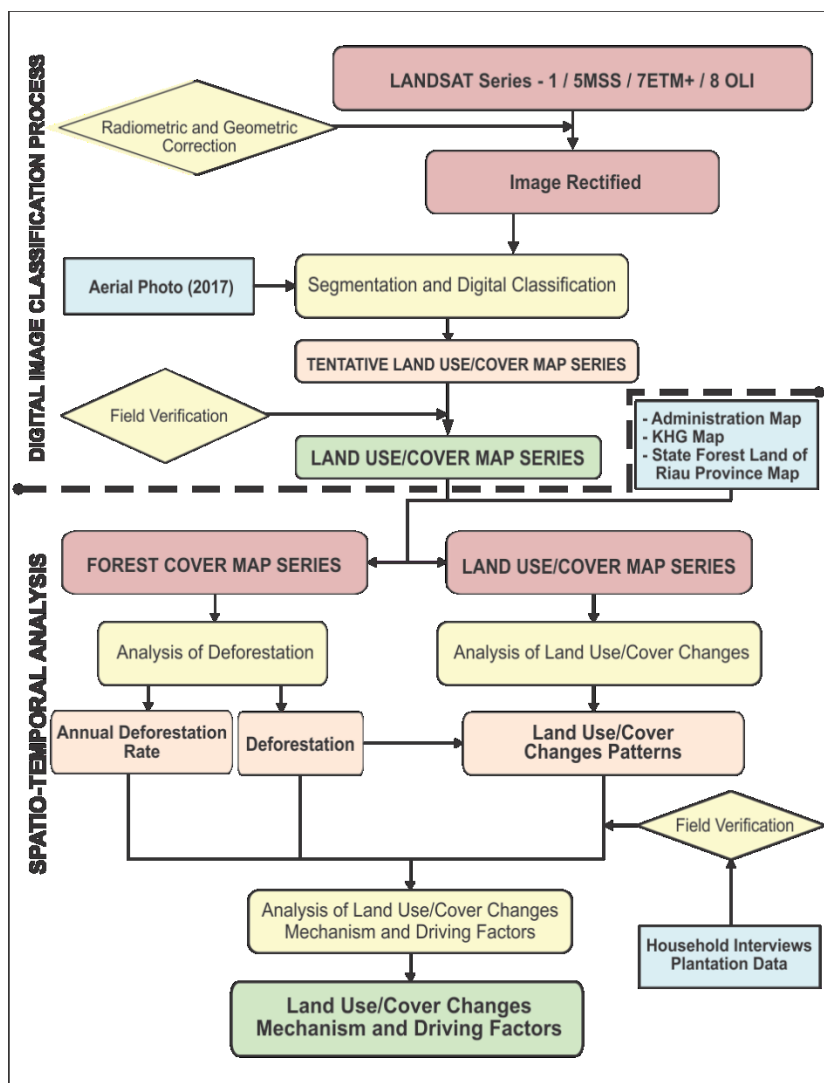 DIGITAL IMAGE CLASSIFICATION PROCESS
LANDSAT Series - 1 / 5MSS / 7ETM+ / 8 OLI
Radiometric and Geometric
Correction
Image Rectified
Aerial Photo (2017)
Segmentation and Digital Classification
TENTATIVE LAND USE/COVER MAP SERIES
Field Verification
- Administration Map
- KHG Map
- State Forest Land of
Riau Province Map
LAND USE/COVER MAP SERIES
SPATIO-TEMPORAL ANALYSIS
FOREST COVER MAP SERIES
LAND USE/COVER MAP SERIES
Analysis of Deforestation
Analysis of Land Use/Cover Changes
Annual Deforestation
Rate
Deforestation
Land Use/Cover
Changes Patterns
Field Verification
Analysis of Land Use/Cover Changes
Mechanism and Driving Factors
Household Interviews
Plantation Data
Land Use/Cover Changes
Mechanism and Driving Factors